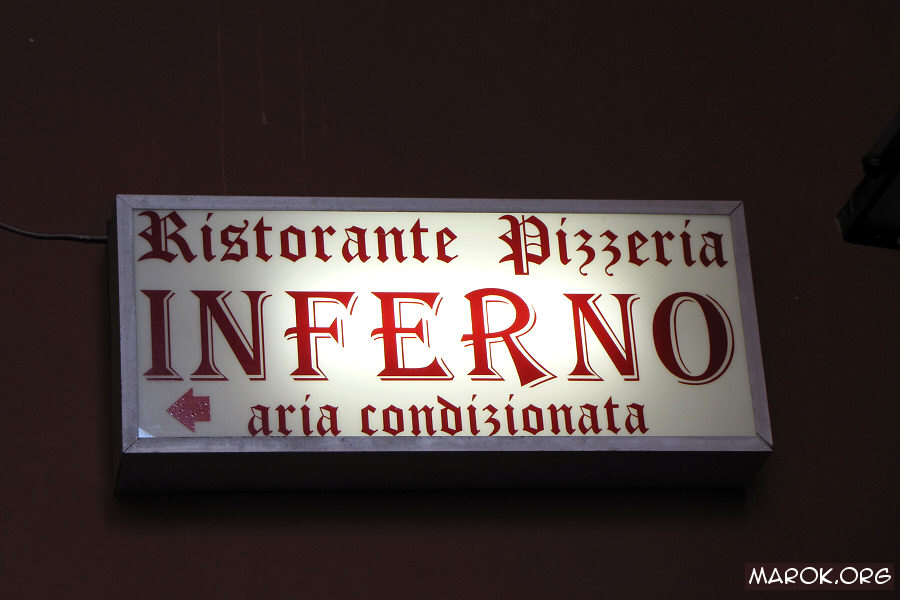 Ristorante Pizzeria
INFERNO
aria condizionata
MAROK.ORG